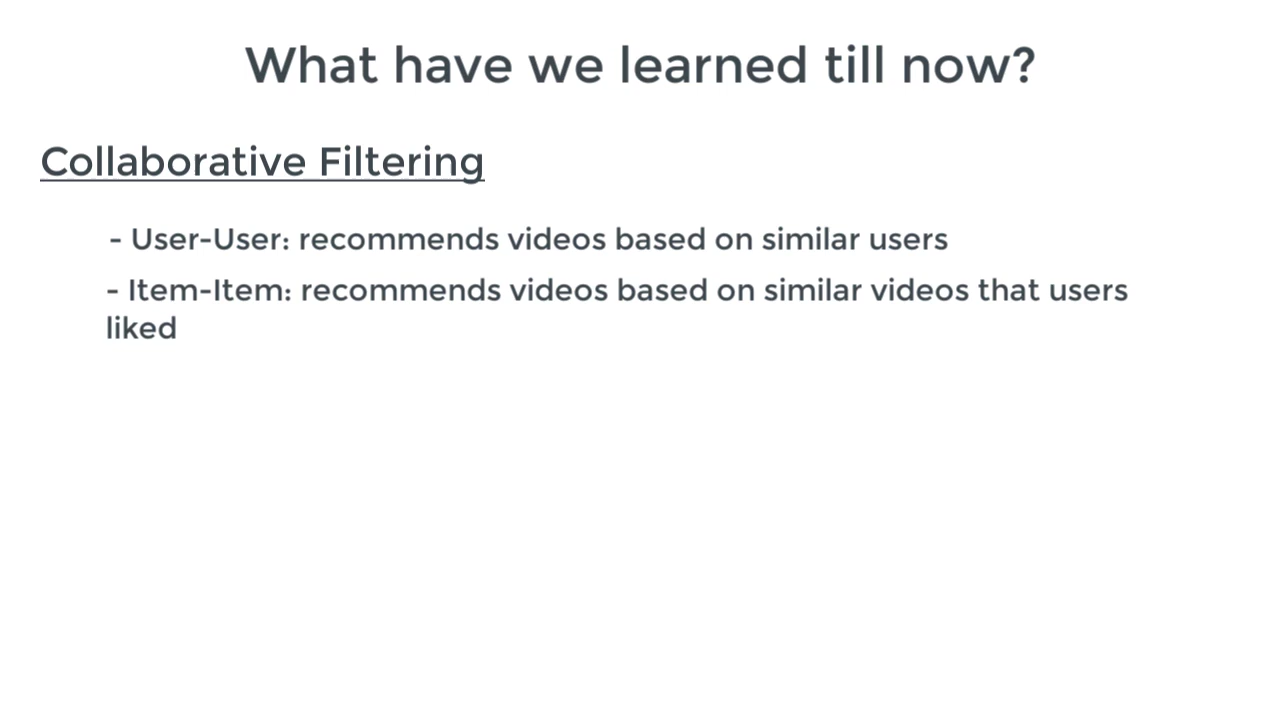 What have we learned till now?
Collaborative Filtering
- User-User: recommends videos based on similar users
- Item-Item: recommends videos based on similar videos that users
liked